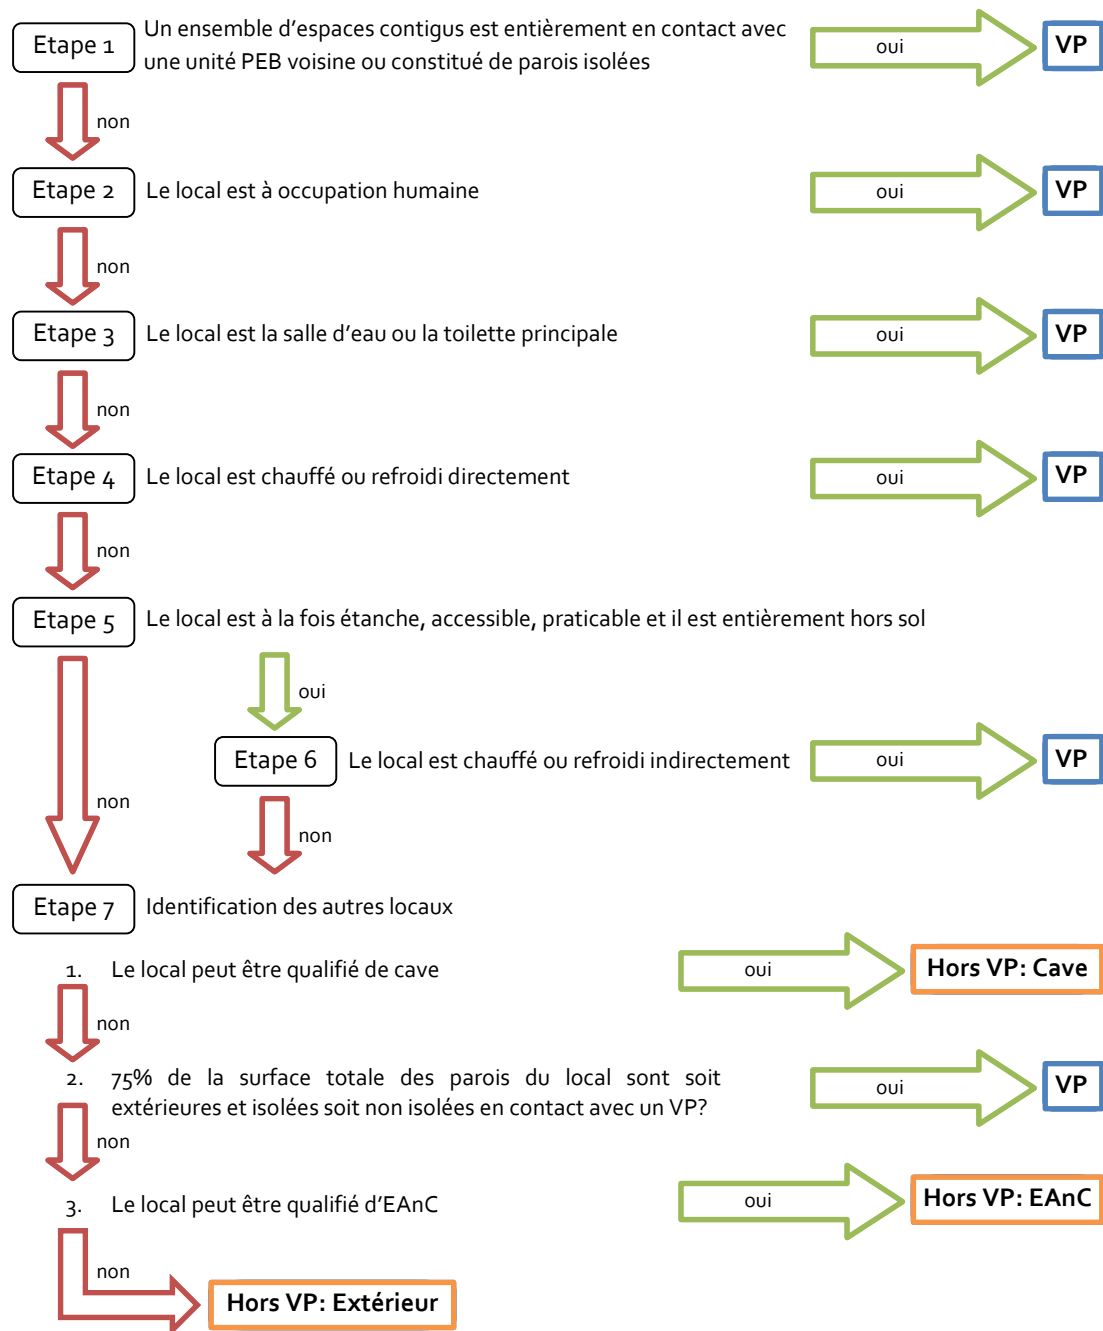 Etape 1
Un ensemble d’espaces contigus est entièrement en contact avec
une unité PEB voisine ou constitué de parois isolées
oui
VP
non
Etape 2
Le local est à occupation humaine
oui
VP
non
Etape 3
Le local est la salle d’eau ou la toilette principale
oui
VP
non
Etape 4
Le local est chauffé ou refroidi directement
oui
VP
non
Etape 5
Le local est à la fois étanche, accessible, praticable et il est entièrement hors sol
oui
Etape 6
Le local est chauffé ou refroidi indirectement
oui
VP
non
non
Etape 7
Identification des autres locaux
1. Le local peut être qualifié de cave
oui
Hors VP: Cave
non
2. 75% de la surface totale des parois du local sont soit
extérieures et isolées soit non isolées en contact avec un VP?
oui
VP
non
3. Le local peut être qualifié d’EAnC
oui
Hors VP: EAnC
non
Hors VP: Extérieur